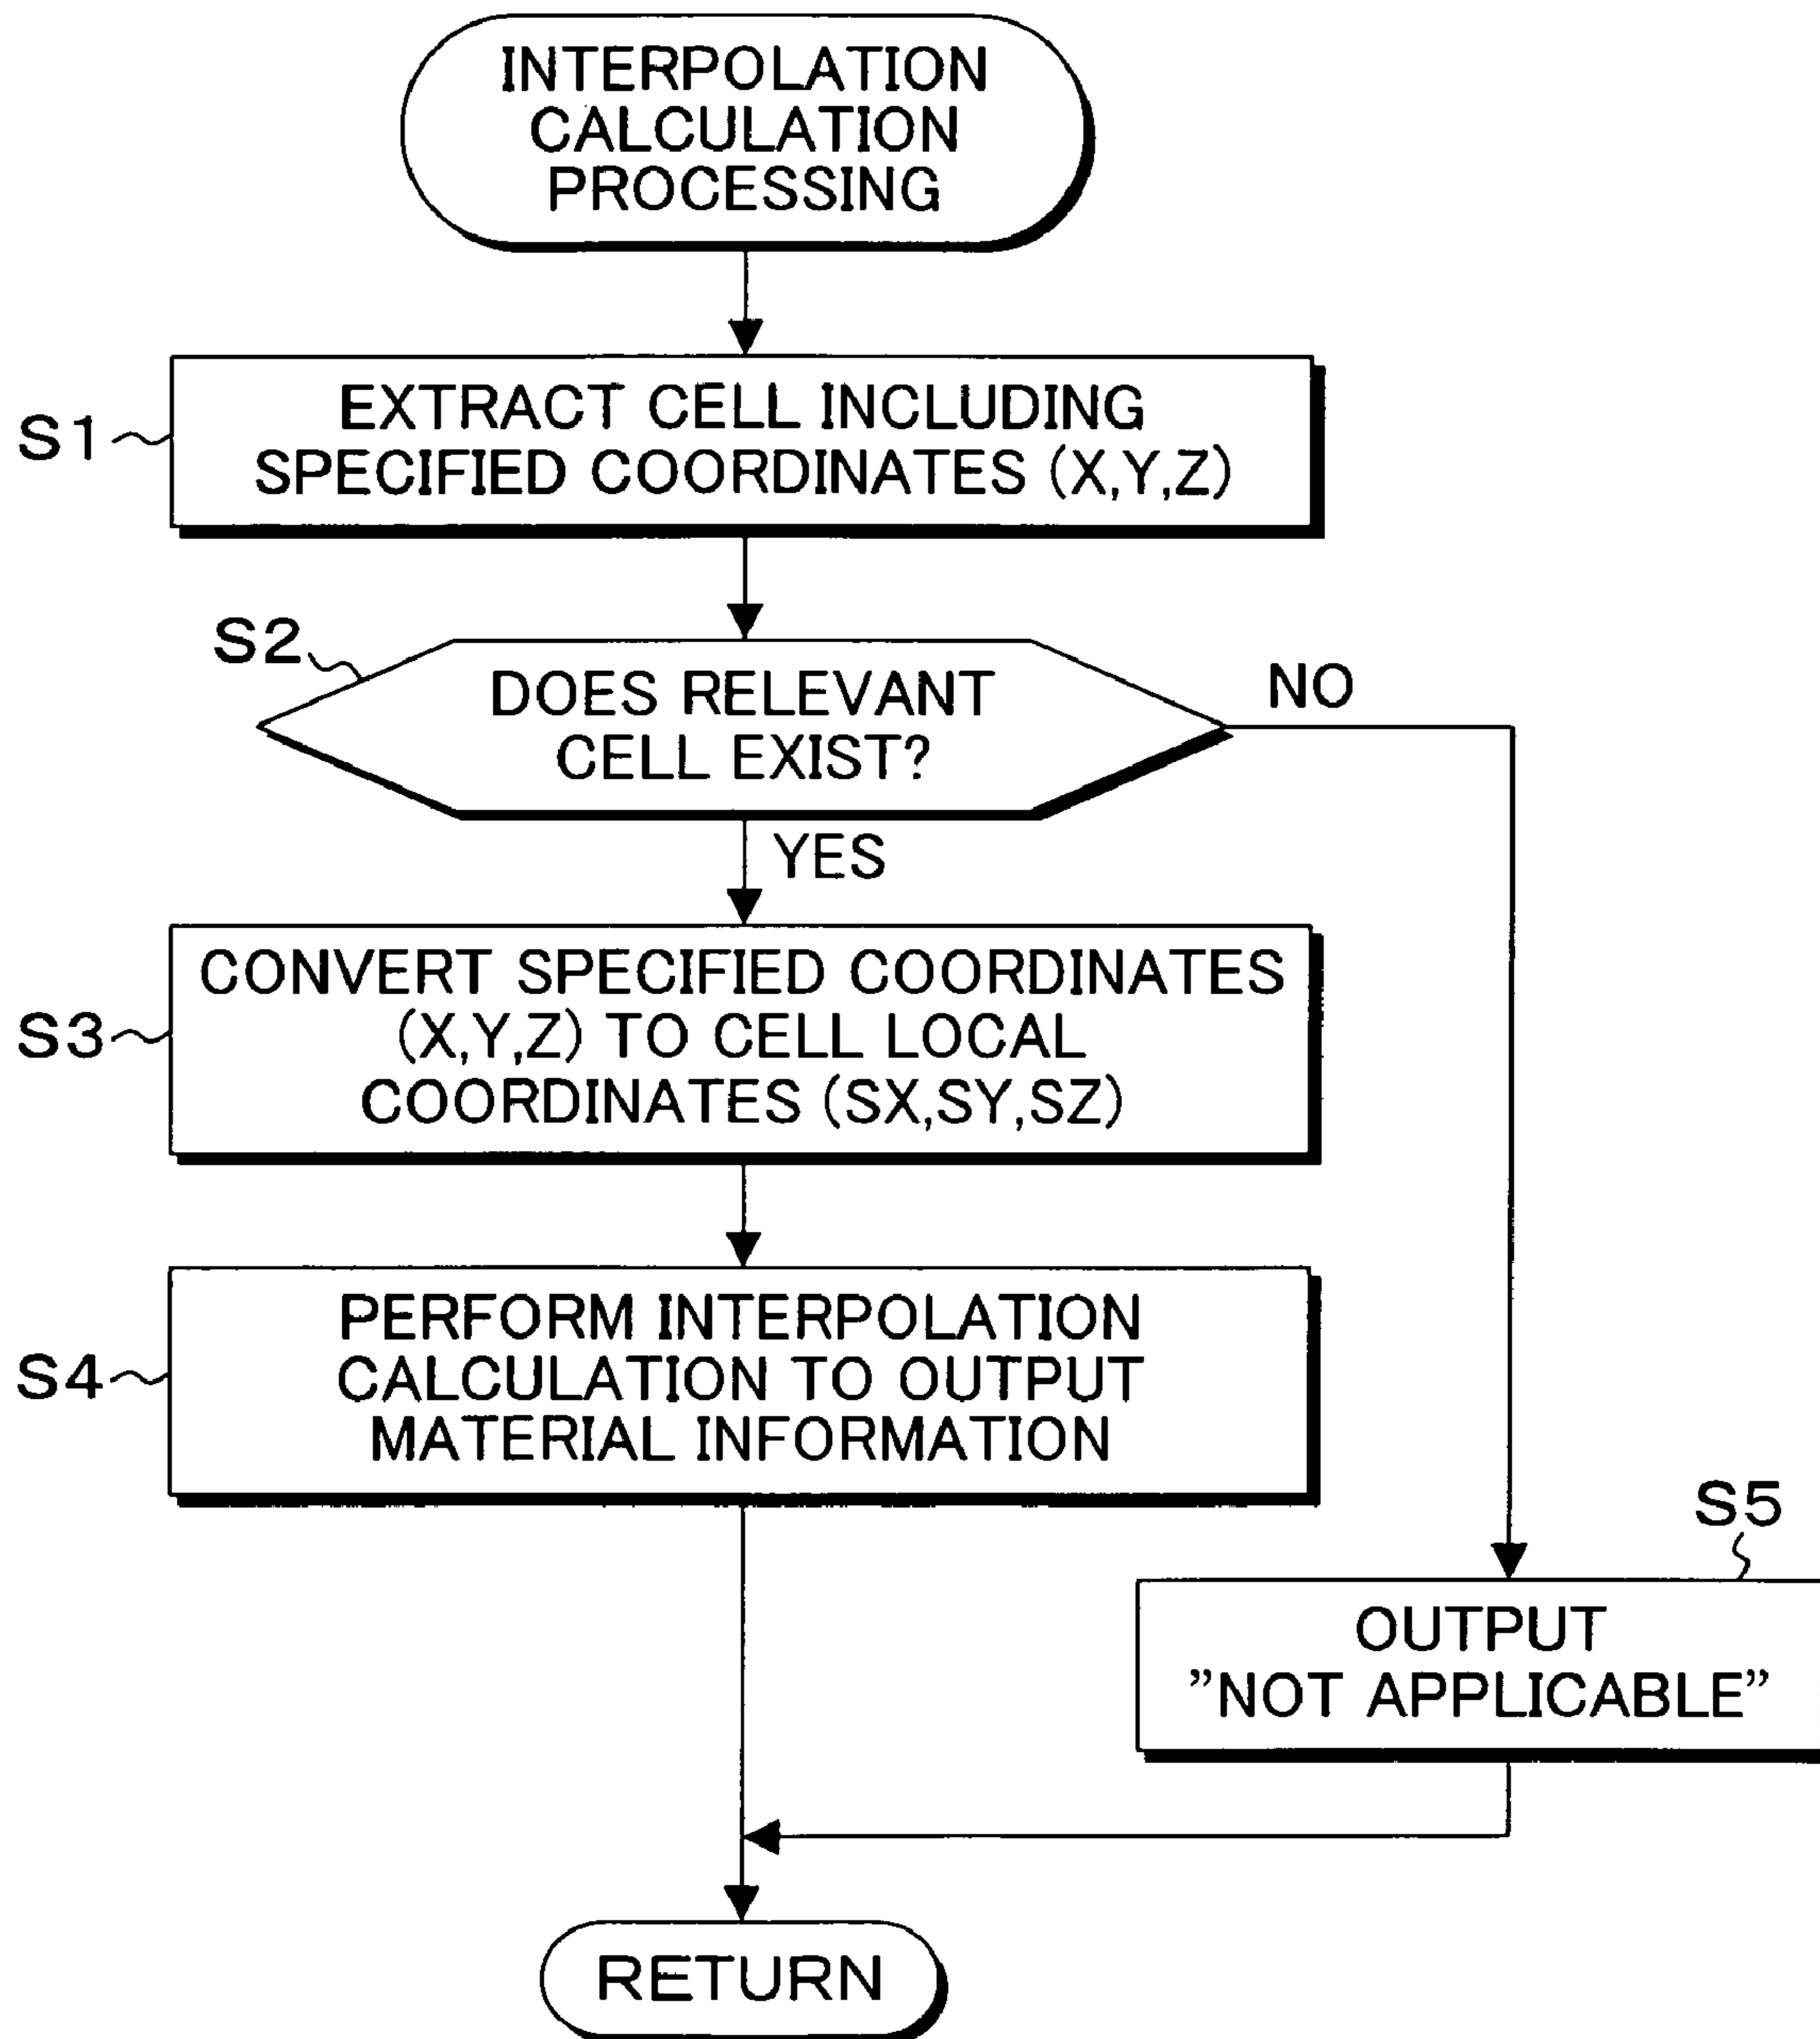 INTERPOLATION
CALCULATION
PROCESSING
S1
EXTRACT CELL INCLUDING
SPECIFIED COORDINATES (X,Y,Z)
S2
DOES RELEVANT
CELL EXIST?
NO
YES
S3
CONVERT SPECIFIED COORDINATES
(X,Y,Z) TO CELL LOCAL
COORDINATES (SX,SY,SZ)
S4
PERFORM INTERPOLATION
CALCULATION TO OUTPUT
MATERIAL INFORMATION
S5
OUTPUT
”NOT APPLICABLE”
RETURN